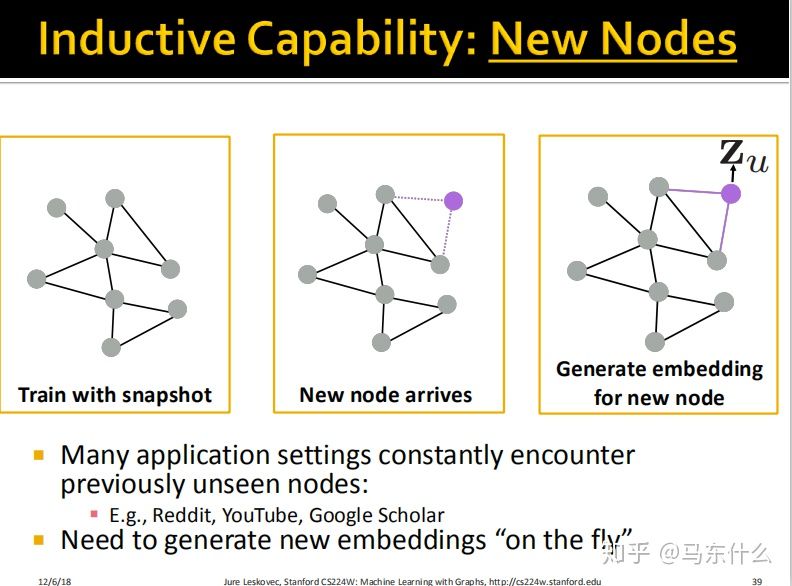 Inductive Capability: New Nodes
𝐳ᵤ
Train with snapshot
New node arrives
Generate embedding
for new node
Many application settings constantly encounter
previously unseen nodes:
E.g., Reddit, YouTube, Google Scholar
Need to generate new embeddings “on the fly”
知乎 @马东什么
12/6/18
Jure Leskovec, Stanford CS224W: Machine Learning with Graphs, http://cs224w.stanford.edu
39